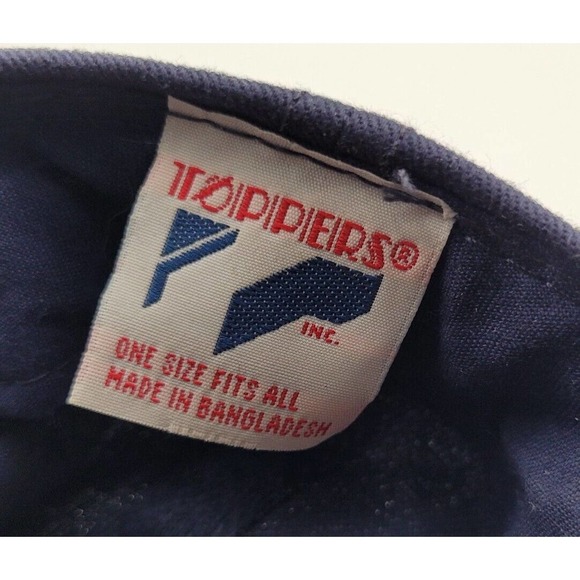 TOPPERS®
INC.
ONE SIZE FITS ALL
MADE IN BANGLADESH